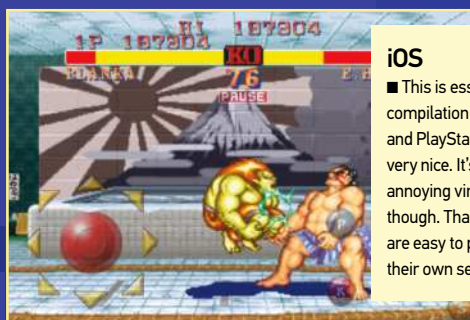 HI 187804
1P 187804
KO
BLANKA
76
E.H
PAUSE
iOS
■ This is ess
compilation
and PlaySta
very nice. It's
annoying vir
though. Tha
are easy to p
their own se